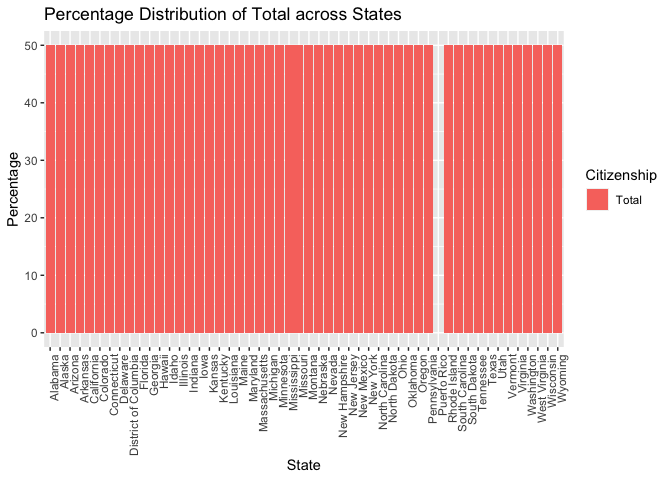 Percentage Distribution of Total across States
50
40
30
20
10
0
Percentage
Alabama
Alaska
Arizona
Arkansas
California
Colorado
Connecticut
Delaware
District of Columbia
Florida
Georgia
Hawaii
Idaho
Illinois
Indiana
Iowa
Kansas
Kentucky
Louisiana
Maine
Maryland
Massachusetts
Michigan
Minnesota
Mississippi
Missouri
Montana
Nebraska
Nevada
New Hampshire
New Jersey
New Mexico
New York
North Carolina
North Dakota
Ohio
Oklahoma
Oregon
Pennsylvania
Puerto Rico
Rhode Island
South Carolina
South Dakota
Tennessee
Texas
Utah
Vermont
Virginia
Washington
West Virginia
Wisconsin
Wyoming
State
Citizenship
Total